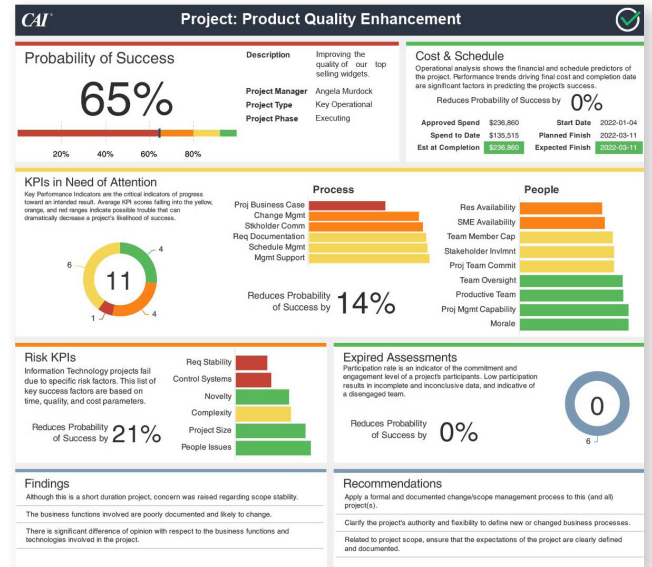 CAI
Project: Product Quality Enhancement
Probability of Success
65%
20% 40% 60% 80%
Description Improving the
quality of our top
selling widgets.
Project Manager Angela Murdock
Project Type Key Operational
Project Phase Executing
Cost & Schedule
Operational analysis shows the financial and schedule predictors of
the project. Performance trends driving final cost and completion date
are significant factors in predicting the project's success.
Reduces Probability of Success by 0%
Approved Spend $236,860 Start Date 2022-01-04
Spend to Date $135,515 Planned Finish 2022-03-11
Est at Completion $236,860 Expected Finish 2022-03-11
KPIs in Need of Attention
Key Performance Indicators are the critical indicators of progress
toward an intended result. Average KPI scores falling into the yellow,
orange, and red ranges indicate possible trouble that can
dramatically decrease a project's likelihood of success.
4
6
11
1
4
Process
Proj Business Case
Change Mgmt
Stkholder Comm
Req Documentation
Schedule Mgmt
Mgmt Support
Reduces Probability
of Success by 14%
People
Res Availability
SME Availability
Team Member Cap
Stakeholder Invlmnt
Proj Team Commit
Team Oversight
Productive Team
Proj Mgmt Capability
Morale
Risk KPIs
Information Technology projects fail
due to specific risk factors. This list of
key success factors are based on
time, quality, and cost parameters.
Reduces Probability
of Success by 21%
Req Stability
Control Systems
Novelty
Complexity
Project Size
People Issues
Expired Assessments
Participation rate is an indicator of the commitment and
engagement level of a project's participants. Low participation
results in incomplete and inconclusive data, and indicative of
a disengaged team.
Reduces Probability
of Success by 0%
0
6
Findings
Although this is a short duration project, concern was raised regarding scope stability.
The business functions involved are poorly documented and likely to change.
There is significant difference of opinion with respect to the business functions and
technologies involved in the project.
Recommendations
Apply a formal and documented change/scope management process to this (and all)
project(s).
Clarify the project's authority and flexibility to define new or changed business processes.
Related to project scope, ensure that the expectations of the project are clearly defined
and documented.